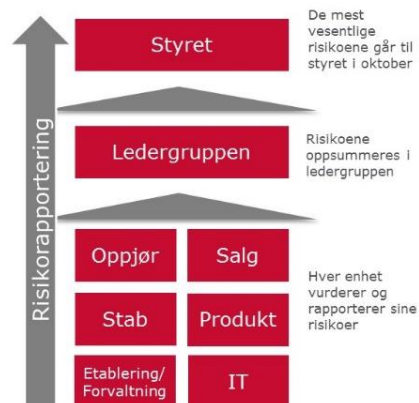 Risikorapportering
Styret
De mest
vesentlige
risikoene går til
styret i oktober
Ledergruppen
Risikoene
oppsummeres i
ledergruppen
Oppjør
Salg
Stab
Produkt
Etablering/
Forvaltning
IT
Hver enhet
vurderer og
rapporterer sine
risikoer